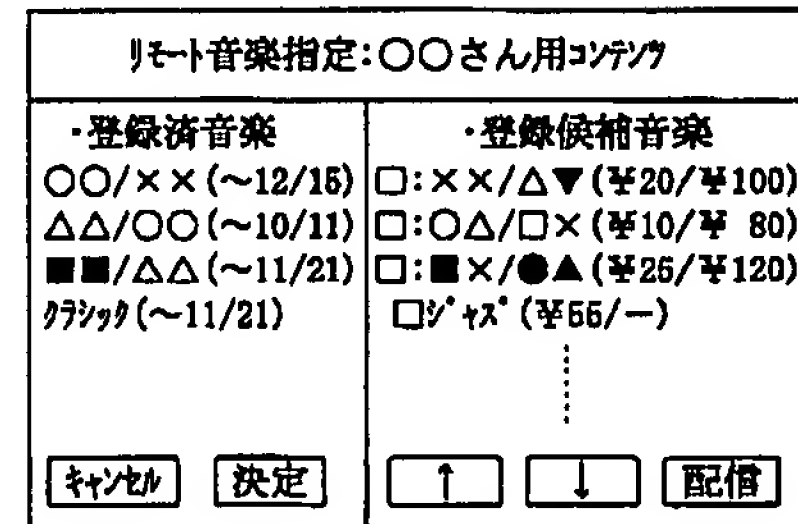 ﾘﾓｰﾄ音楽指定:○○さん用ｺﾝﾃﾝﾂ
・登録済音楽
○○/××(～12/15)
△△/○○(～10/11)
■■/△△(～11/21)
ｸﾗｼｯｸ(～11/21)
ｷｬﾝｾﾙ 決定
・登録候補音楽
□:××/△▼(¥20/¥100)
□:○△/□×(¥10/¥ 80)
□:■×/●▲(¥25/¥120)
□ｼﾞｬｽﾞ(¥55/―)
↑ ↓ 配信